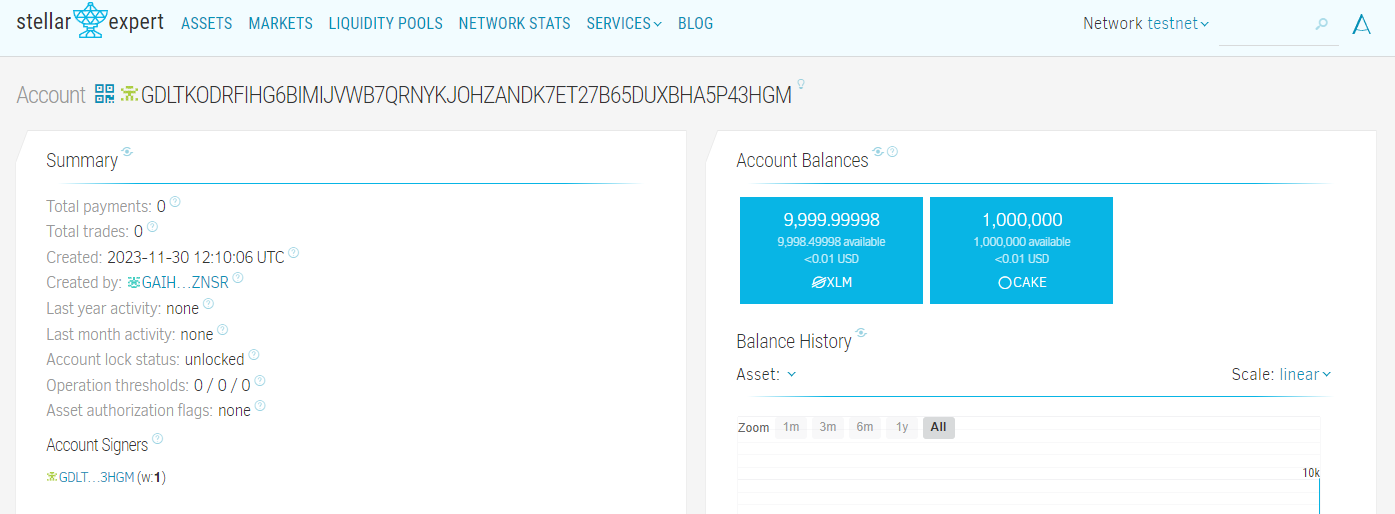 stellar expert ASSETS MARKETS LIQUIDITY POOLS NETWORK STATS SERVICES BLOG Network testnet
Account GDLTKODRFIHG6BIMIJVWB7QRNYKJOHZANDK7ET27B65DUXBHA5P43HGM
Summary
Total payments: 0
Total trades: 0
Created: 2023-11-30 12:10:06 UTC
Created by: GAIH…ZNSR
Last year activity: none
Last month activity: none
Account lock status: unlocked
Operation thresholds: 0 / 0 / 0
Asset authorization flags: none
Account Signers
GDLT…3HGM (w:1)
Account Balances
9,999.99998
9,998.49998 available
<0.01 USD
XLM
1,000,000
1,000,000 available
<0.01 USD
CAKE
Balance History
Asset: Scale: linear
Zoom 1m 3m 6m 1y All
10k